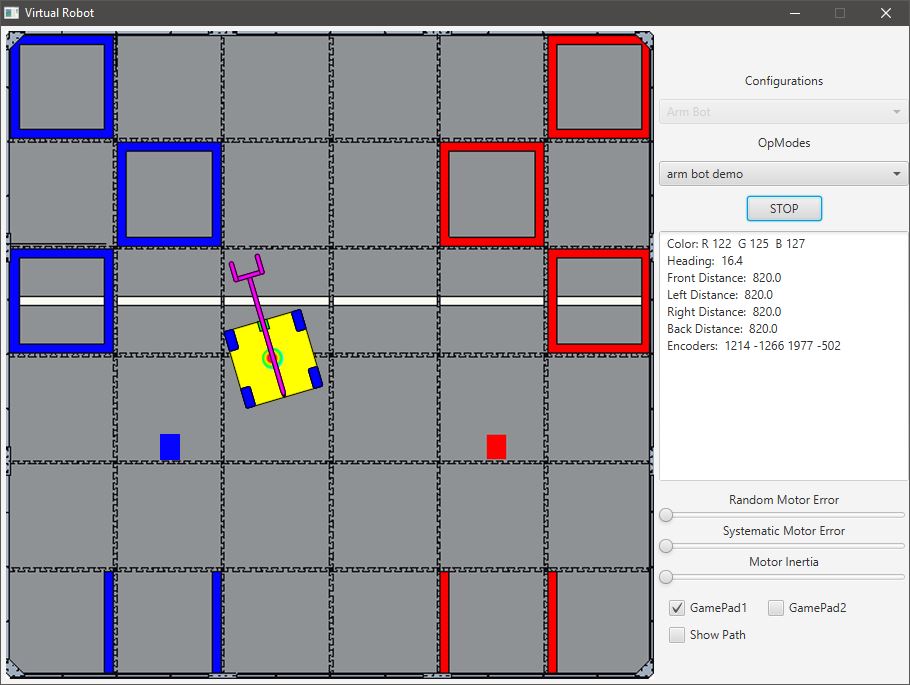 Virtual Robot
Configurations
Arm Bot
OpModes
arm bot demo
STOP
Color: R 122  G 125  B 127
Heading:  16.4
Front Distance:  820.0
Left Distance:  820.0
Right Distance:  820.0
Back Distance:  820.0
Encoders:  1214 -1266 1977 -502
Random Motor Error
Systematic Motor Error
Motor Inertia
GamePad1 GamePad2
Show Path